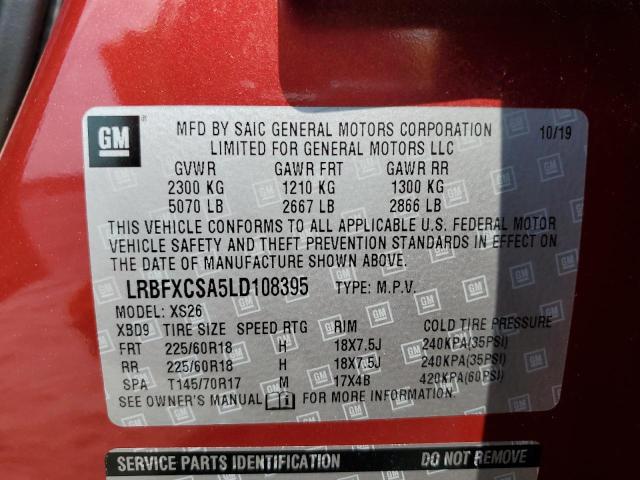 GM ® MFD BY SAIC GENERAL MOTORS CORPORATION 10/19
LIMITED FOR GENERAL MOTORS LLC
GVWR GAWR FRT GAWR RR
2300 KG 1210 KG 1300 KG
5070 LB 2667 LB 2866 LB
THIS VEHICLE CONFORMS TO ALL APPLICABLE U.S. FEDERAL MOTOR
VEHICLE SAFETY AND THEFT PREVENTION STANDARDS IN EFFECT ON
THE DATE OF MANUFACTURE SHOWN ABOVE.
LRBFXCSA5LD108395 TYPE: M.P.V.
MODEL: XS26
XBD9 TIRE SIZE SPEED RTG RIM COLD TIRE PRESSURE
FRT 225/60R18 H 18X7.5J 240KPA(35PSI)
RR 225/60R18 H 18X7.5J 240KPA(35PSI)
SPA T145/70R17 M 17X4B 420KPA(60PSI)
SEE OWNER'S MANUAL FOR MORE INFORMATION.
SERVICE PARTS IDENTIFICATION DO NOT REMOVE